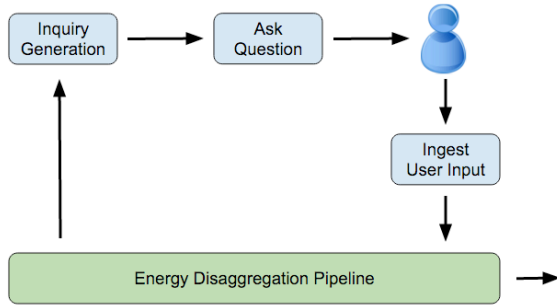 Inquiry
Generation
Ask
Question
Ingest
User Input
Energy Disaggregation Pipeline